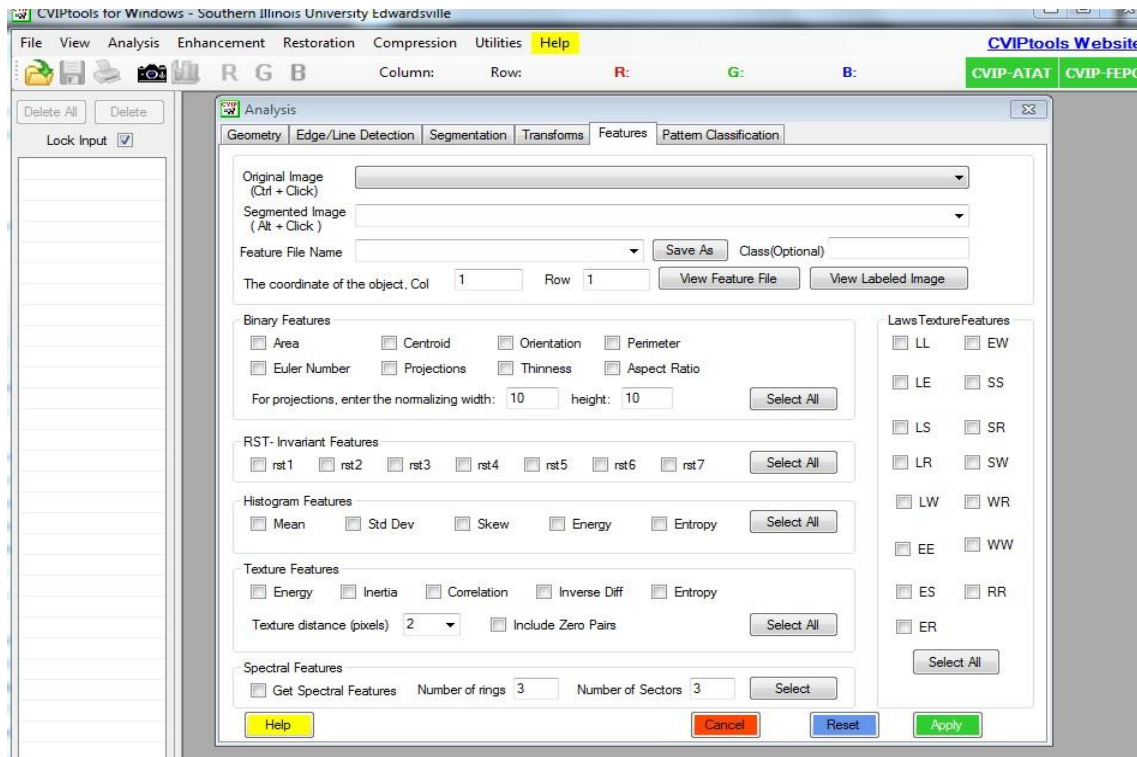 CVIPtools for Windows - Southern Illinois University Edwardsville
File View Analysis Enhancement Restoration Compression Utilities Help CVIPtools Website
R G B Column: Row: R: G: B: CVIP-ATAT CVIP-FEPC
Delete All Delete
Lock Input
Analysis
Geometry Edge/Line Detection Segmentation Transforms Features Pattern Classification
Original Image
(Ctrl + Click)
Segmented Image
( Alt + Click )
Feature File Name Save As Class(Optional)
The coordinate of the object, Col 1 Row 1 View Feature File View Labeled Image
Binary Features
Area Centroid Orientation Perimeter
Euler Number Projections Thinness Aspect Ratio
For projections, enter the normalizing width: 10 height: 10 Select All
RST- Invariant Features
rst1 rst2 rst3 rst4 rst5 rst6 rst7 Select All
Histogram Features
Mean Std Dev Skew Energy Entropy Select All
Texture Features
Energy Inertia Correlation Inverse Diff Entropy
Texture distance (pixels) 2 Include Zero Pairs Select All
Spectral Features
Get Spectral Features Number of rings 3 Number of Sectors 3 Select
LawsTextureFeatures
LL EW
LE SS
LS SR
LR SW
LW WR
EE WW
ES RR
ER
Select All
Help Cancel Reset Apply